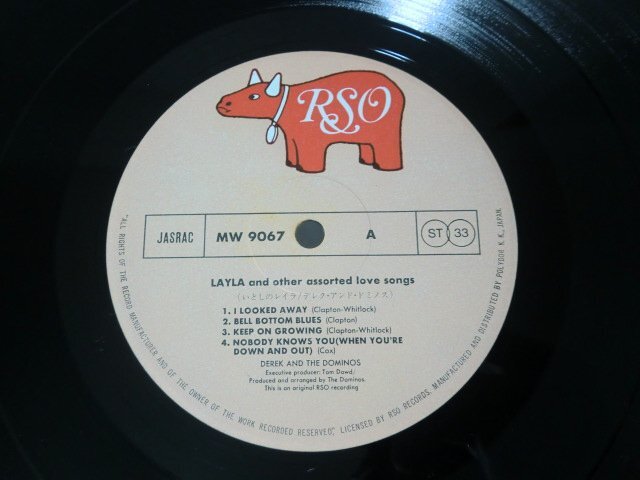 RSO
JASRAC
MW 9067
A
ST 33
LAYLA and other assorted love songs
(いとしのレイラ/デレク・アンド・ドミノス)
1. I LOOKED AWAY (Clapton-Whitlock)
2. BELL BOTTOM BLUES (Clapton)
3. KEEP ON GROWING (Clapton-Whitlock)
4. NOBODY KNOWS YOU(WHEN YOU'RE
DOWN AND OUT) (Cox)
DEREK AND THE DOMINOS
Executive producer: Tom Dowd/
Produced and arranged by The Dominos.
This is an original RSO recording
"ALL RIGHTS OF THE RECORD MANUFACTURER AND OF THE OWNER OF THE WORK RECORDED RESERVED", LICENSED BY RSO RECORDS. MANUFACTURED AND DISTRIBUTED BY POLYDOR K. K., JAPAN.